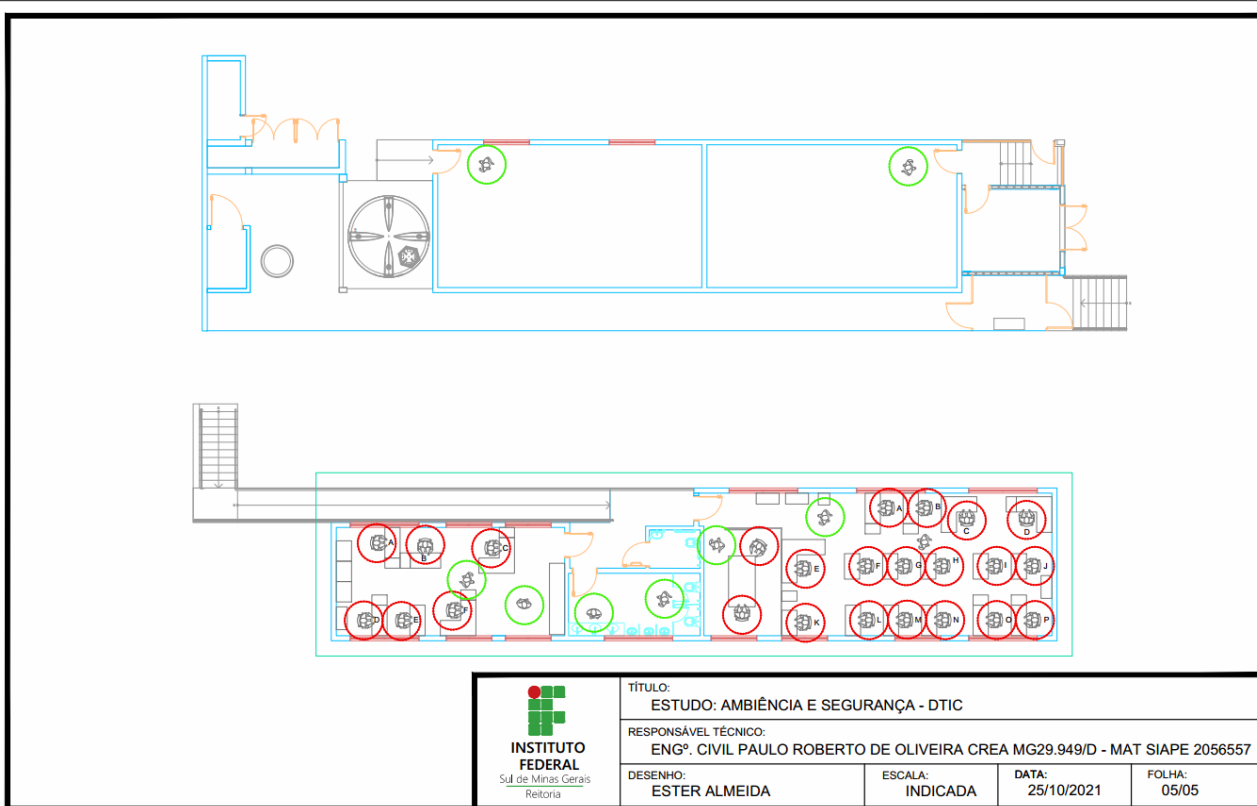 A
B
C
D
E
F
A
B
C
D
E
F
G
H
I
J
K
L
M
N
O
P
INSTITUTO
FEDERAL
Sul de Minas Gerais
Reitoria
TÍTULO:
ESTUDO: AMBIÊNCIA E SEGURANÇA - DTIC
RESPONSÁVEL TÉCNICO:
ENGº. CIVIL PAULO ROBERTO DE OLIVEIRA CREA MG29.949/D - MAT SIAPE 2056557
DESENHO:
ESTER ALMEIDA
ESCALA:
INDICADA
DATA:
25/10/2021
FOLHA:
05/05